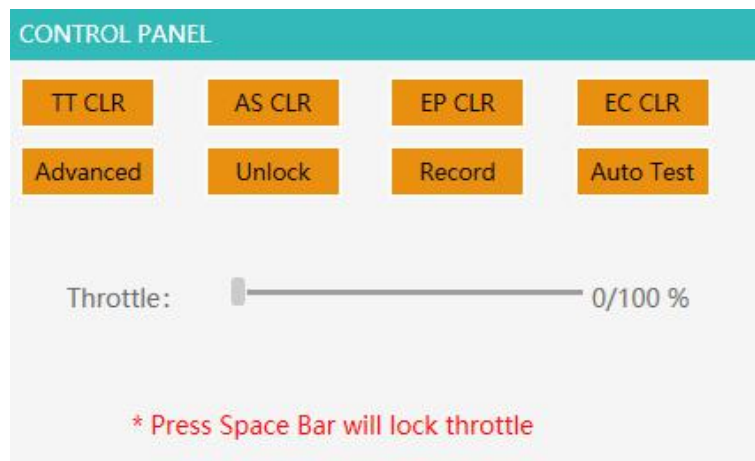 CONTROL PANEL
TT CLR AS CLR EP CLR EC CLR
Advanced Unlock Record Auto Test
Throttle: 0/100 %
* Press Space Bar will lock throttle